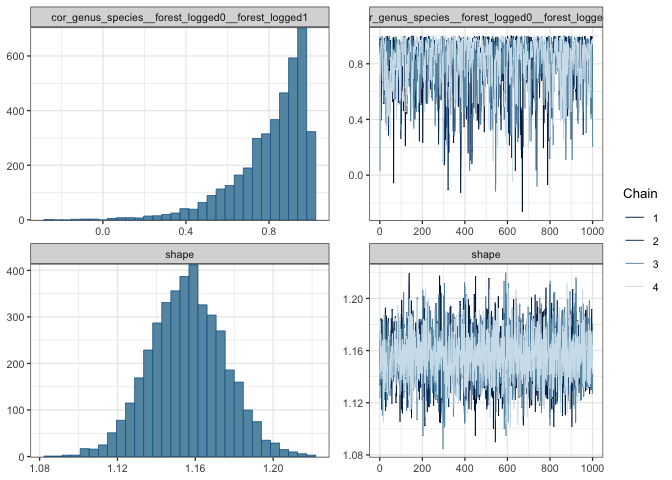 cor_genus_species__forest_logged0__forest_logged1
r_genus_species__forest_logged0__forest_logge
600
400
200
0
0.0 0.4 0.8
0.8
0.4
0.0
0 200 400 600 800 1000
shape
shape
400
300
200
100
0
1.08 1.12 1.16 1.20
1.20
1.16
1.12
1.08
0 200 400 600 800 1000
Chain
1
2
3
4